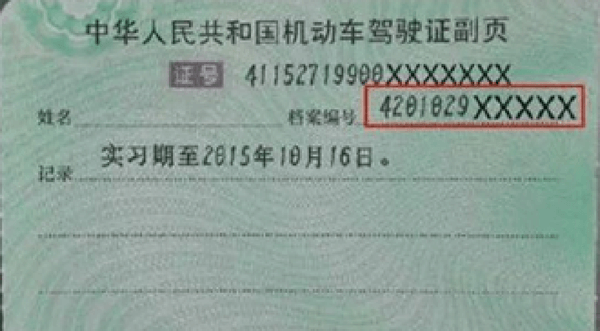 中华人民共和国机动车驾驶证副页
证号 41152719900XXXXXXX
姓名 档案编号 4201029XXXXX
记录 实习期至2015年10月16日。